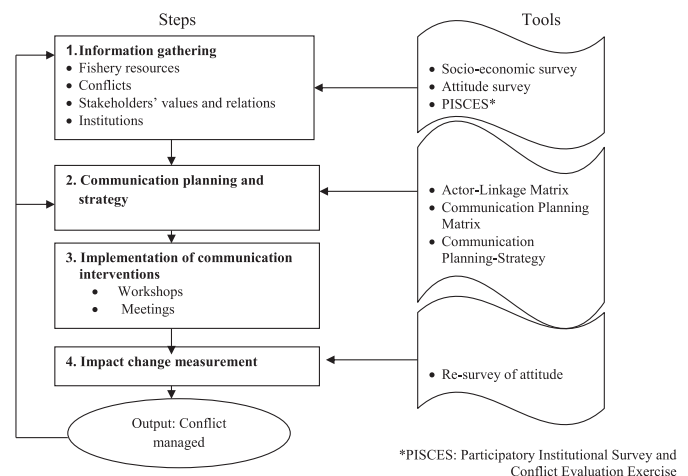 Steps
Tools
1. Information gathering
• Fishery resources
• Conflicts
• Stakeholders' values and relations
• Institutions
• Socio-economic survey
• Attitude survey
• PISCES*
2. Communication planning and
strategy
• Actor-Linkage Matrix
• Communication Planning
Matrix
• Communication
Planning-Strategy
3. Implementation of communication
interventions
• Workshops
• Meetings
4. Impact change measurement
• Re-survey of attitude
Output: Conflict
managed
*PISCES: Participatory Institutional Survey and
Conflict Evaluation Exercise